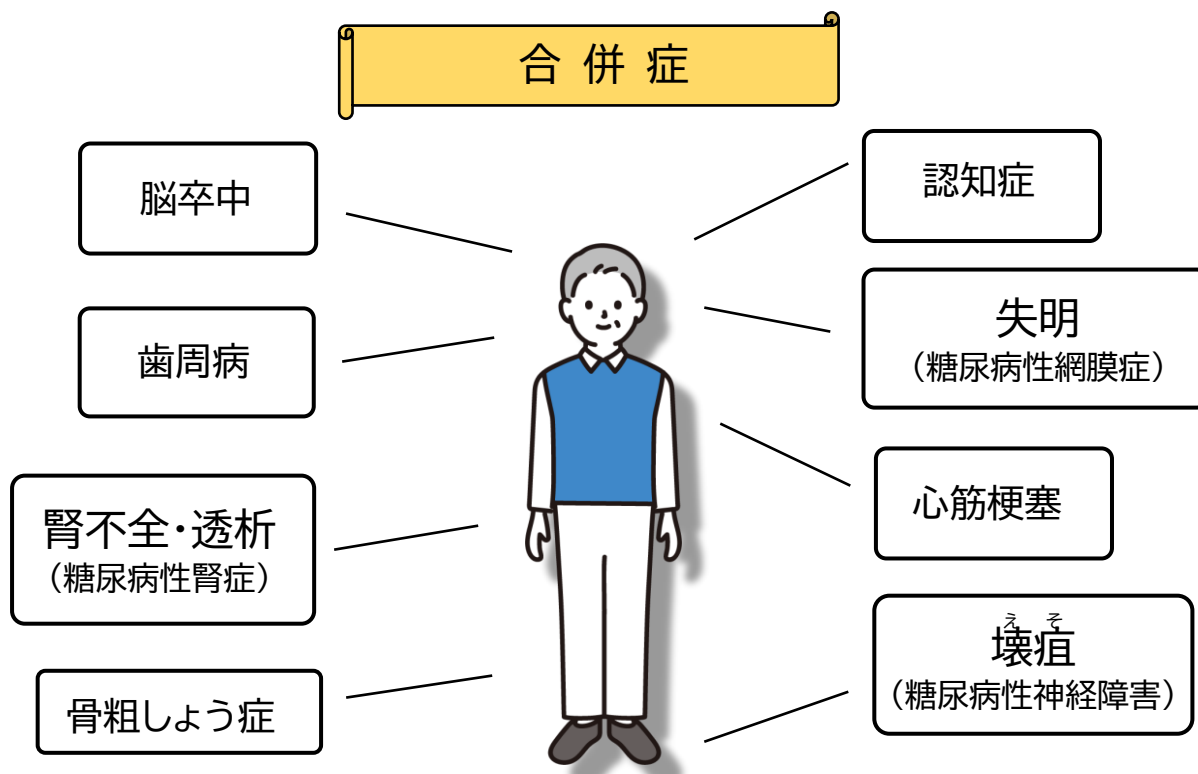 合併症
脳卒中
認知症
歯周病
失明
（糖尿病性網膜症）
腎不全・透析
（糖尿病性腎症）
心筋梗塞
骨粗しょう症
えそ
壊疽
（糖尿病性神経障害）